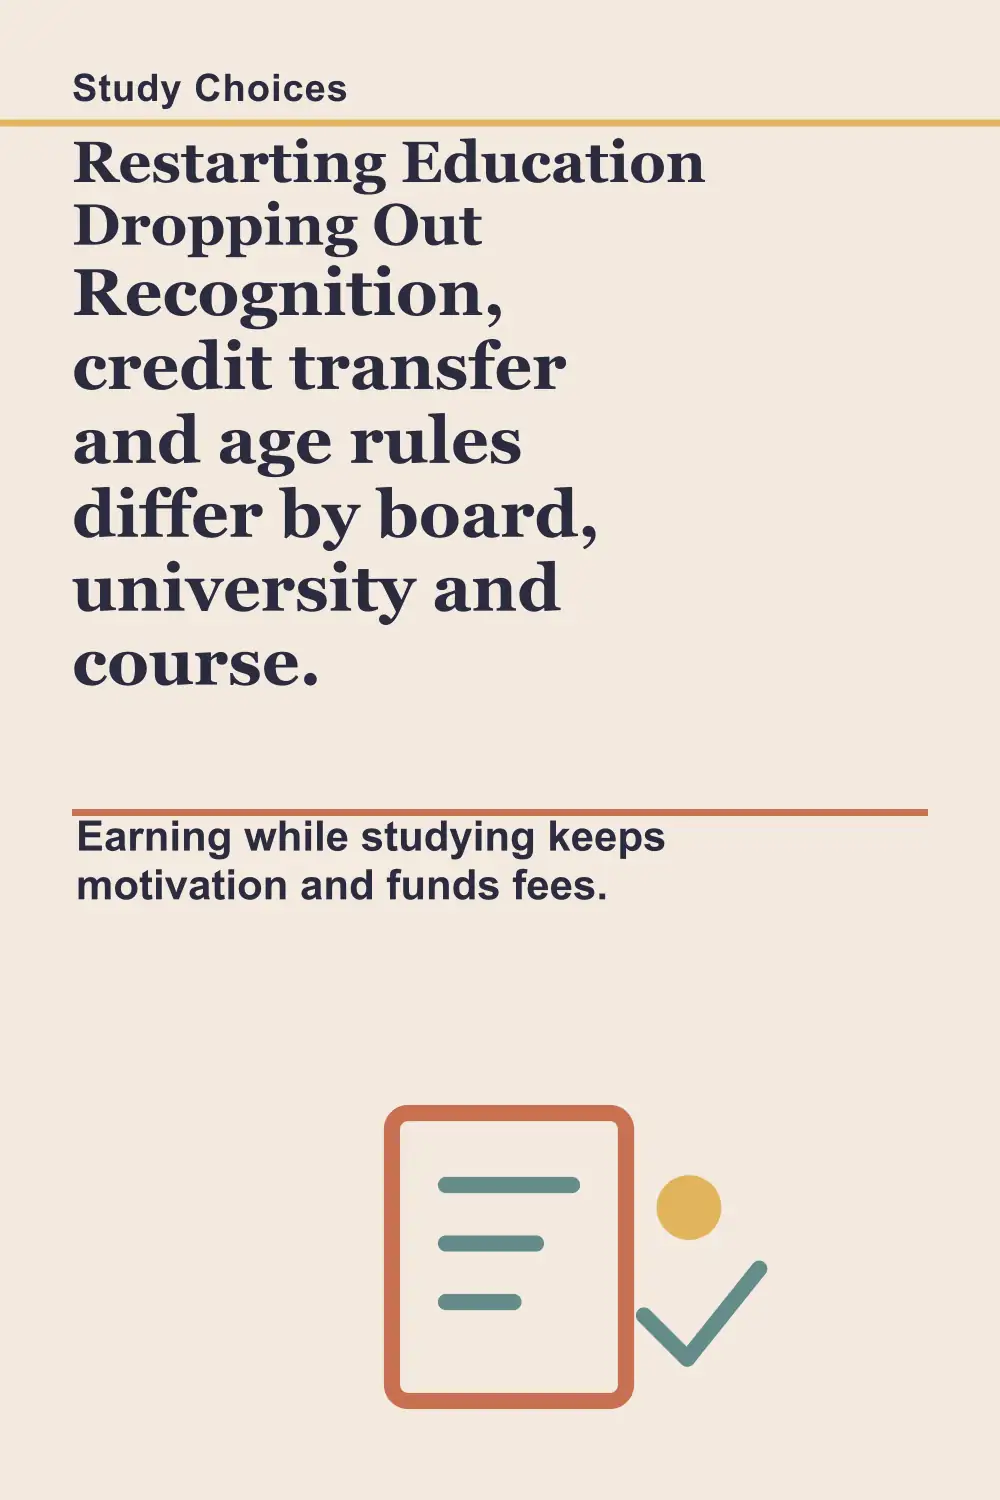 Study Choices
Restarting Education
Dropping Out
Recognition,
credit transfer
and age rules
differ by board,
university and
course.
Earning while studying keeps
motivation and funds fees.